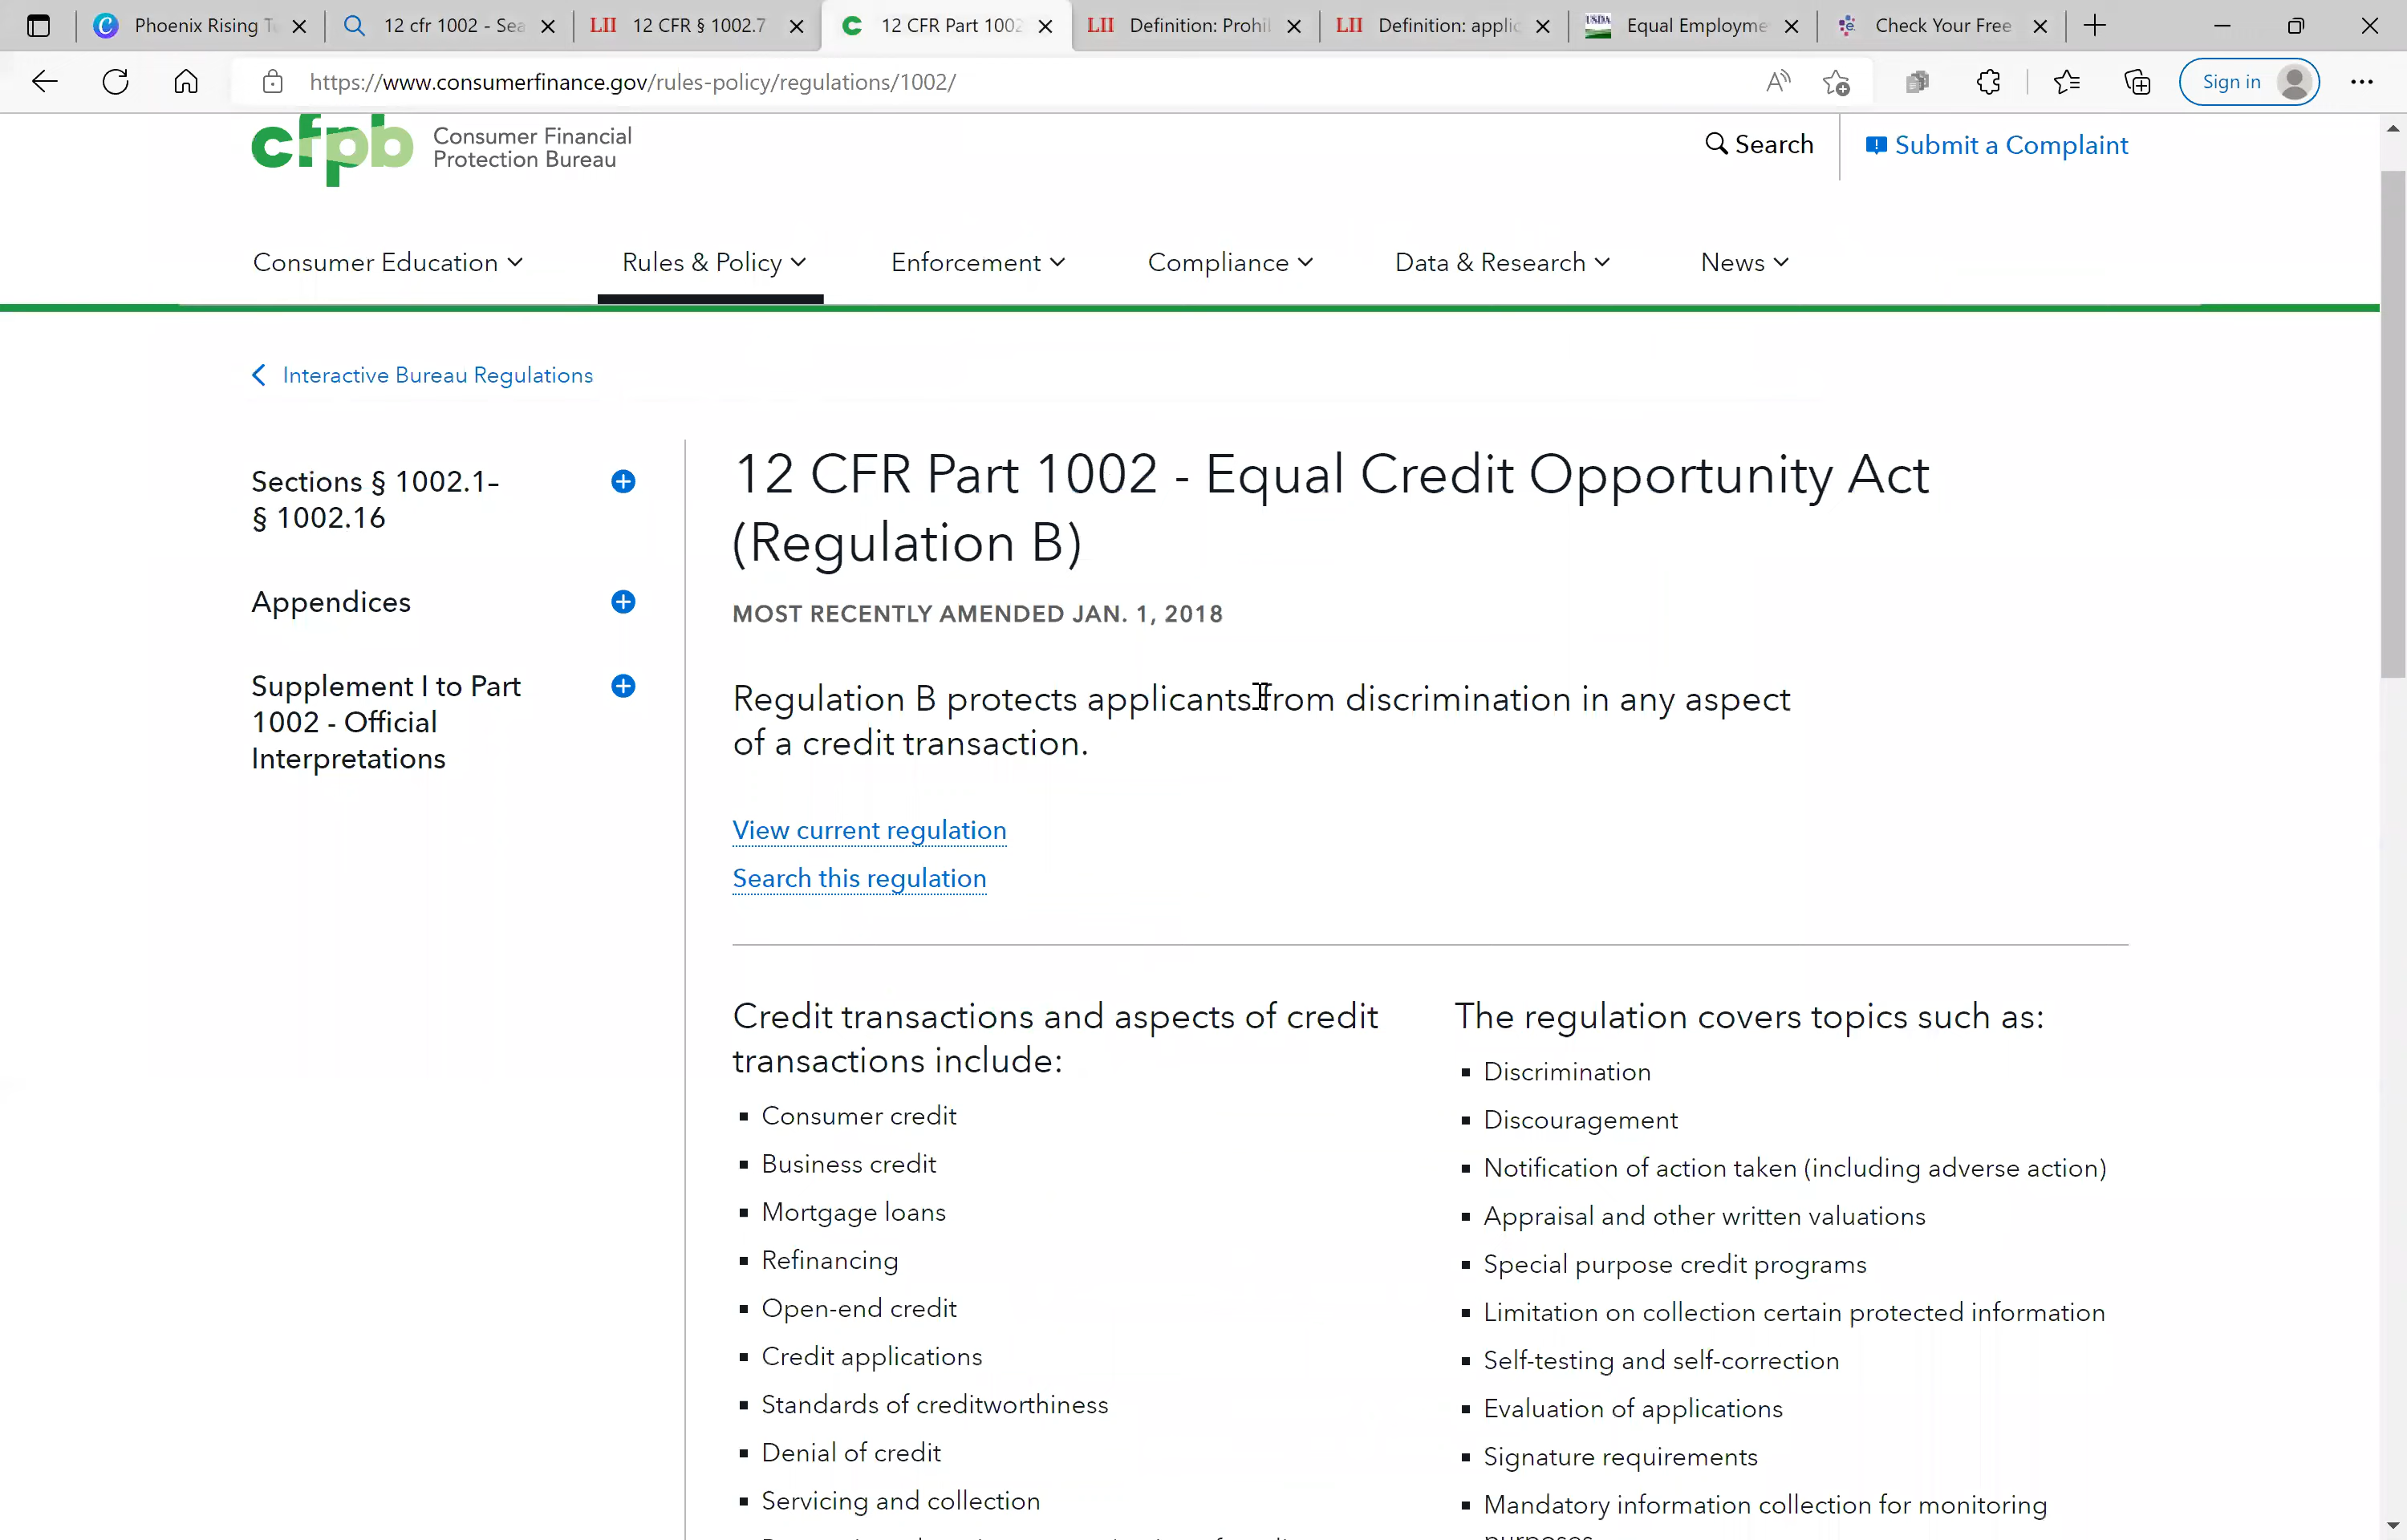 Phoenix Rising T
12 cfr 1002 - Sea
LII 12 CFR § 1002.7
12 CFR Part 1002
LII Definition: Prohil
LII Definition: applic
USDA Equal Employme
Check Your Free
https://www.consumerfinance.gov/rules-policy/regulations/1002/
Sign in
cfpb Consumer Financial
Protection Bureau
Search
Submit a Complaint
Consumer Education
Rules & Policy
Enforcement
Compliance
Data & Research
News
Interactive Bureau Regulations
Sections § 1002.1–
§ 1002.16
Appendices
Supplement I to Part
1002 - Official
Interpretations
12 CFR Part 1002 - Equal Credit Opportunity Act
(Regulation B)
MOST RECENTLY AMENDED JAN. 1, 2018
Regulation B protects applicants from discrimination in any aspect
of a credit transaction.
View current regulation
Search this regulation
Credit transactions and aspects of credit
transactions include:
Consumer credit
Business credit
Mortgage loans
Refinancing
Open-end credit
Credit applications
Standards of creditworthiness
Denial of credit
Servicing and collection
The regulation covers topics such as:
Discrimination
Discouragement
Notification of action taken (including adverse action)
Appraisal and other written valuations
Special purpose credit programs
Limitation on collection certain protected information
Self-testing and self-correction
Evaluation of applications
Signature requirements
Mandatory information collection for monitoring